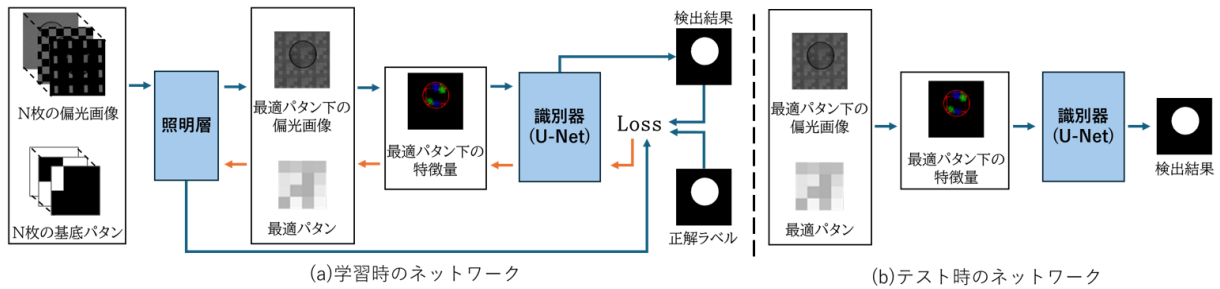 N枚の偏光画像
N枚の基底パタン
照明層
最適パタン下の
偏光画像
最適パタン
最適パタン下の
特徴量
識別器
(U-Net)
検出結果
Loss
正解ラベル
(a)学習時のネットワーク
最適パタン下の
偏光画像
最適パタン
最適パタン下の
特徴量
識別器
(U-Net)
検出結果
(b)テスト時のネットワーク